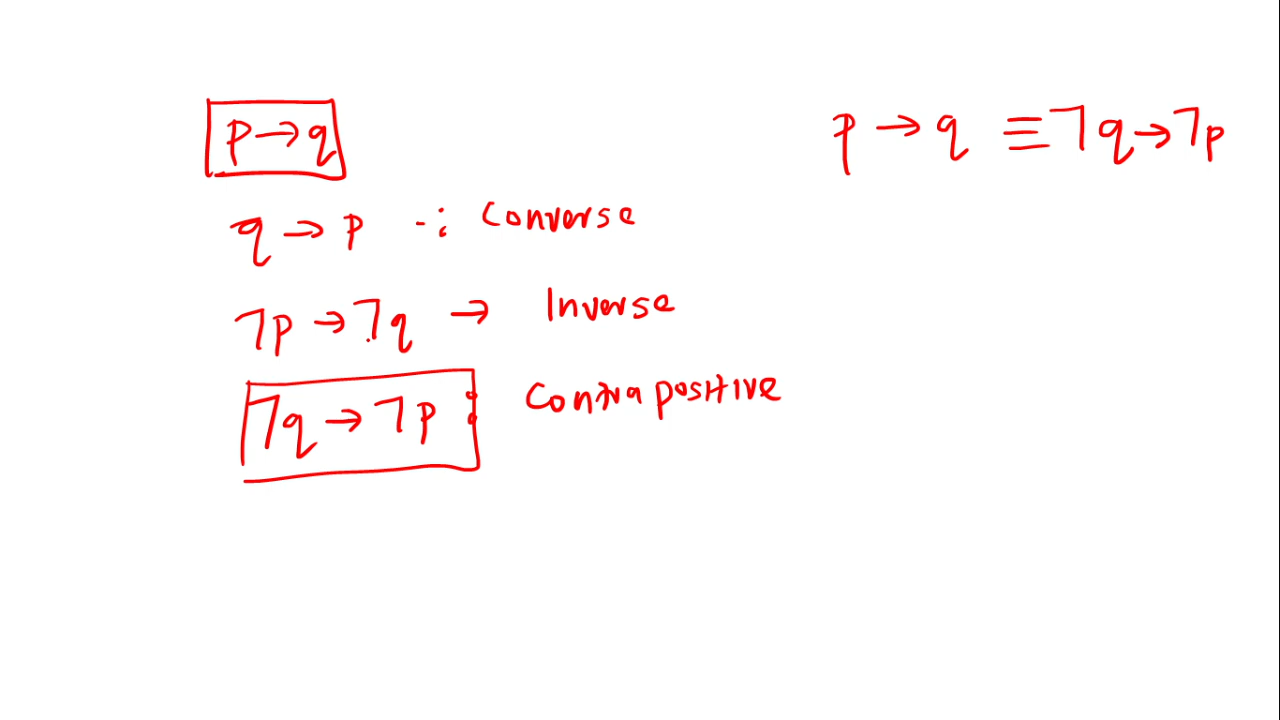 p → q
p → q ≡ ¬q → ¬p
q → p -: Converse
¬p → ¬q → Inverse
¬q → ¬p : Contrapositive